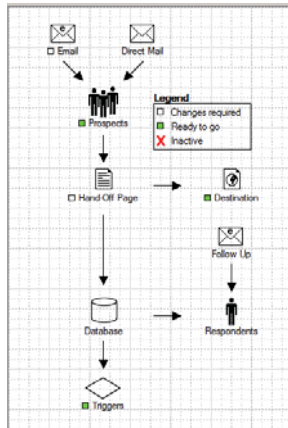 Email
Direct Mail
Prospects
Legend
Changes required
Ready to go
Inactive
Hand-Off Page
Destination
Follow Up
Database
Respondents
Triggers